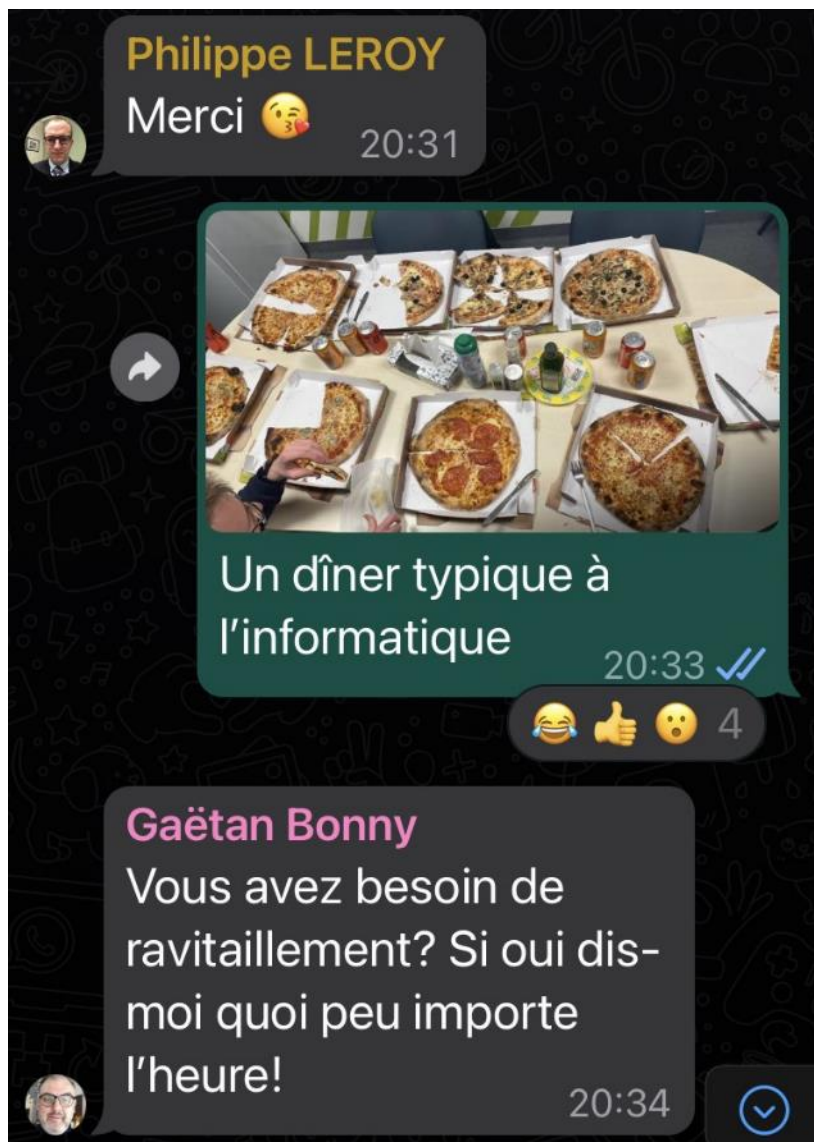 Philippe LEROY
Merci 😘
20:31
Un dîner typique à
l'informatique
20:33
😂 👍 😮 4
Gaëtan Bonny
Vous avez besoin de
ravitaillement? Si oui dis-
moi quoi peu importe
l'heure!
20:34